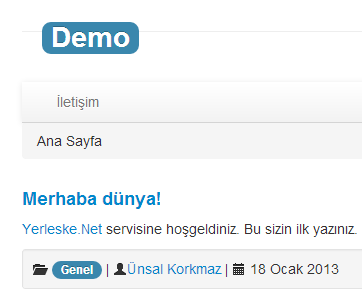 Demo
İletişim
Ana Sayfa
Merhaba dünya!
Yerleske.Net servisine hoşgeldiniz. Bu sizin ilk yazınız.
Genel | Ünsal Korkmaz | 18 Ocak 2013